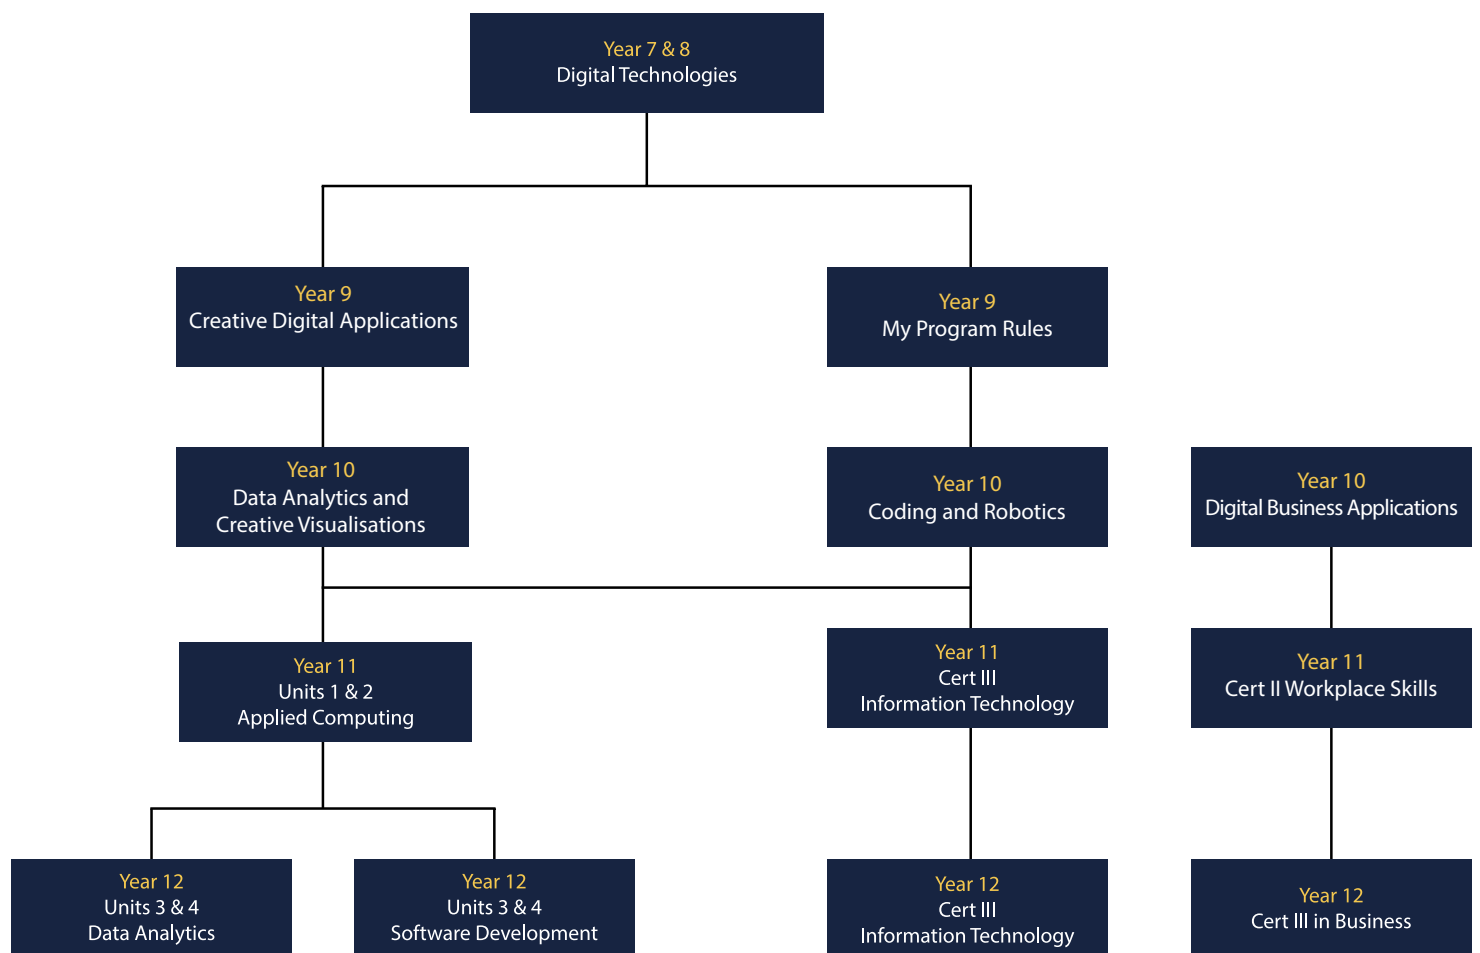 Year 7 & 8
Digital Technologies
Year 9
Creative Digital Applications
Year 9
My Program Rules
Year 10
Data Analytics and
Creative Visualisations
Year 10
Coding and Robotics
Year 10
Digital Business Applications
Year 11
Units 1 & 2
Applied Computing
Year 11
Cert III
Information Technology
Year 11
Cert II Workplace Skills
Year 12
Units 3 & 4
Data Analytics
Year 12
Units 3 & 4
Software Development
Year 12
Cert III
Information Technology
Year 12
Cert III in Business